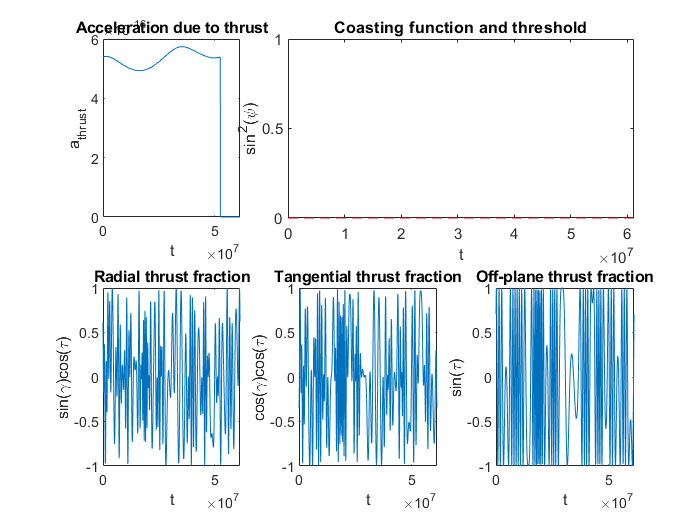 Acceleration due to thrust
Coasting function and threshold
6
4
2
0
a_thrust
0
5
t
×10^7
1
0.5
0
sin^2(ψ)
0
1
2
3
4
5
6
t
×10^7
Radial thrust fraction
Tangential thrust fraction
Off-plane thrust fraction
1
0.5
0
-0.5
-1
sin(γ)cos(τ)
0
5
t
×10^7
1
0.5
0
-0.5
-1
cos(γ)cos(τ)
0
5
t
×10^7
1
0.5
0
-0.5
-1
sin(τ)
0
5
t
×10^7